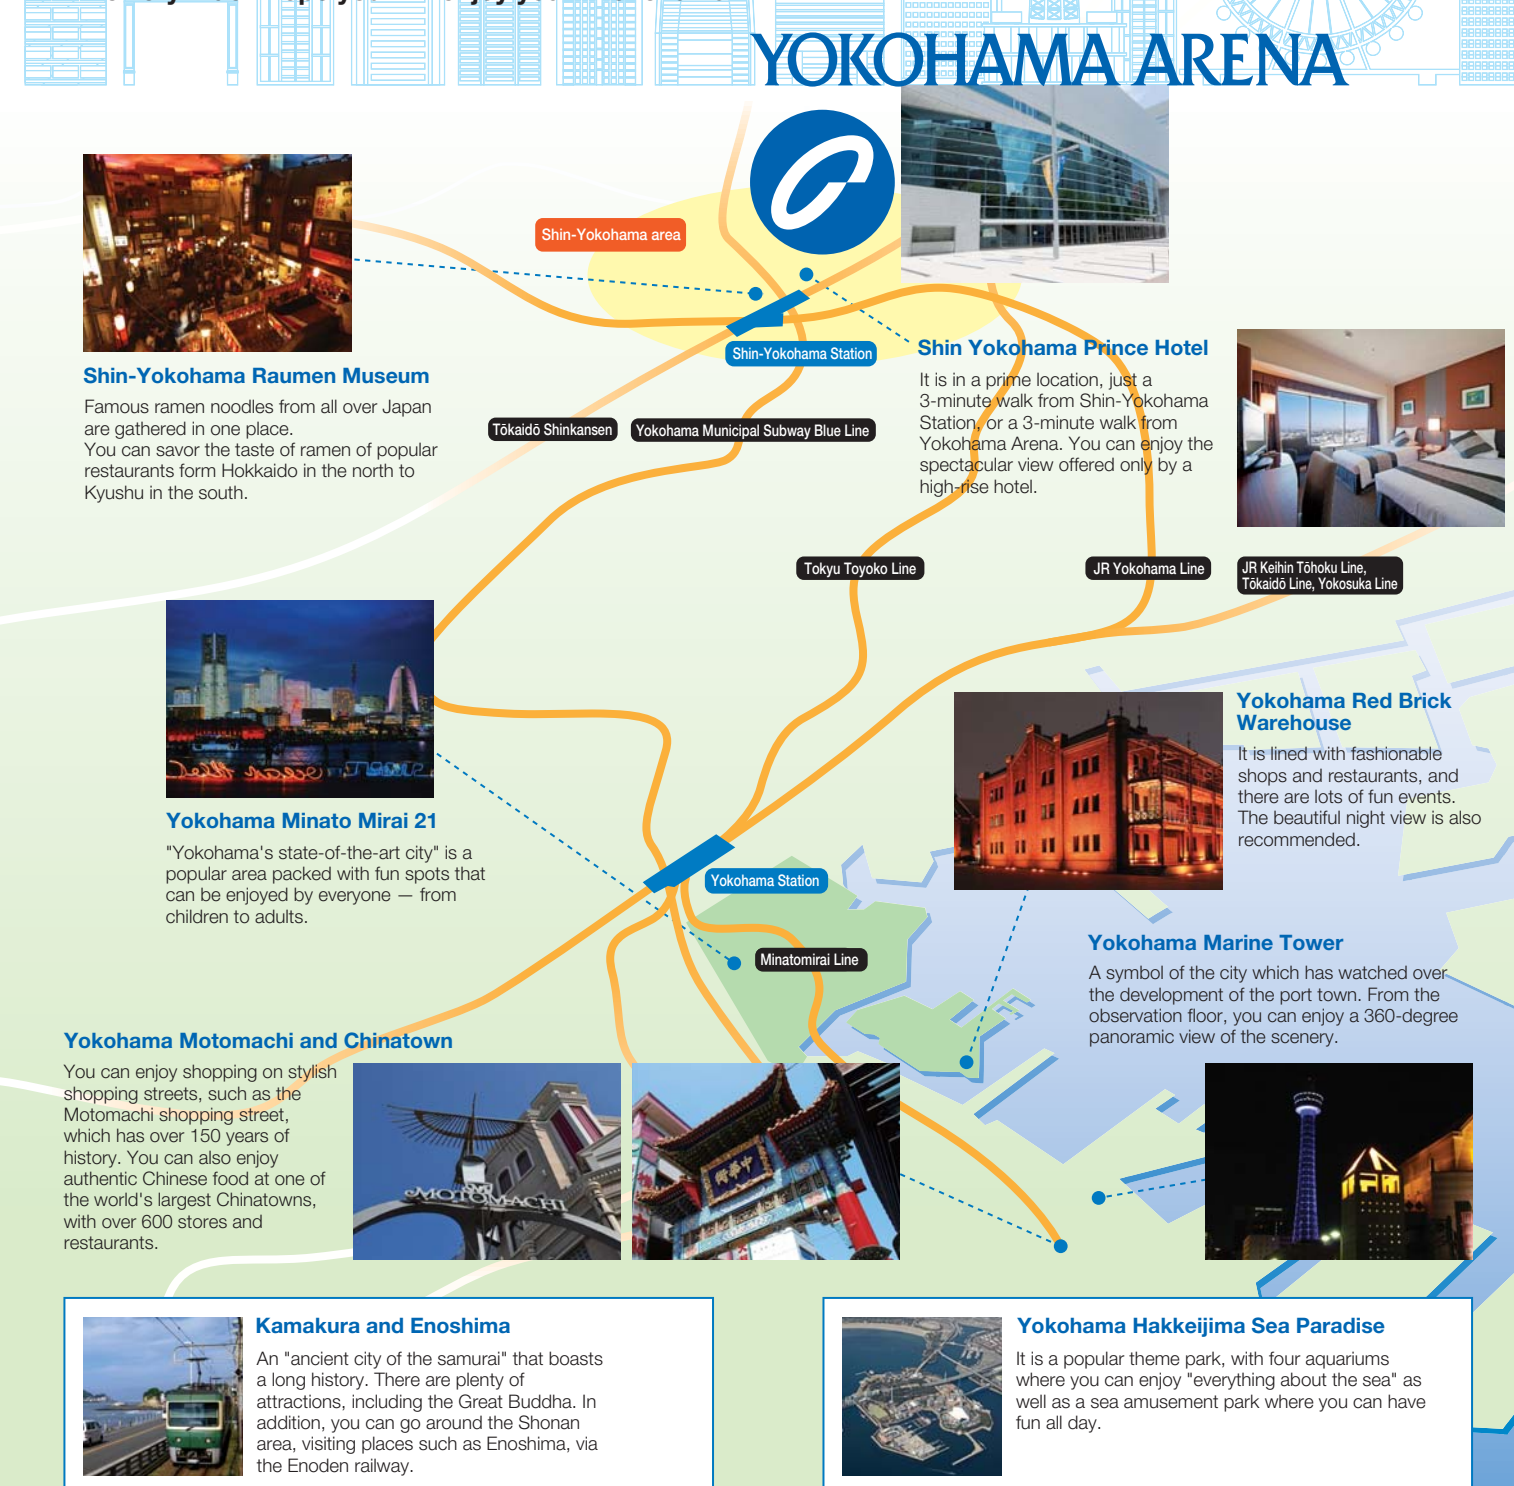 YOKOHAMA ARENA
Shin-Yokohama area
Shin-Yokohama Station
Shin-Yokohama Raumen Museum
Famous ramen noodles from all over Japan
are gathered in one place.
You can savor the taste of ramen of popular
restaurants form Hokkaido in the north to
Kyushu in the south.
Shin Yokohama Prince Hotel
It is in a prime location, just a
3-minute walk from Shin-Yokohama
Station, or a 3-minute walk from
Yokohama Arena. You can enjoy the
spectacular view offered only by a
high-rise hotel.
Tōkaidō Shinkansen
Yokohama Municipal Subway Blue Line
Tokyu Toyoko Line
JR Yokohama Line
JR Keihin Tōhoku Line,
Tōkaidō Line, Yokosuka Line
Yokohama Minato Mirai 21
"Yokohama's state-of-the-art city" is a
popular area packed with fun spots that
can be enjoyed by everyone — from
children to adults.
Yokohama Red Brick
Warehouse
It is lined with fashionable
shops and restaurants, and
there are lots of fun events.
The beautiful night view is also
recommended.
Yokohama Station
Minatomirai Line
Yokohama Marine Tower
A symbol of the city which has watched over
the development of the port town. From the
observation floor, you can enjoy a 360-degree
panoramic view of the scenery.
Yokohama Motomachi and Chinatown
You can enjoy shopping on stylish
shopping streets, such as the
Motomachi shopping street,
which has over 150 years of
history. You can also enjoy
authentic Chinese food at one of
the world's largest Chinatowns,
with over 600 stores and
restaurants.
MOTOMACHI
中華街
Kamakura and Enoshima
An "ancient city of the samurai" that boasts
a long history. There are plenty of
attractions, including the Great Buddha. In
addition, you can go around the Shonan
area, visiting places such as Enoshima, via
the Enoden railway.
Yokohama Hakkeijima Sea Paradise
It is a popular theme park, with four aquariums
where you can enjoy "everything about the sea" as
well as a sea amusement park where you can have
fun all day.